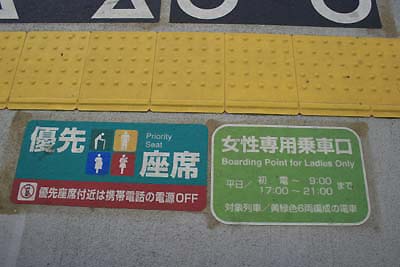 優先
Priority
Seat
座席
優先座席付近は携帯電話の電源OFF
女性専用乗車口
Boarding Point for Ladies Only
平日/初電~9:00まで
17:00~21:00
対象列車/黄緑色6両編成の電車